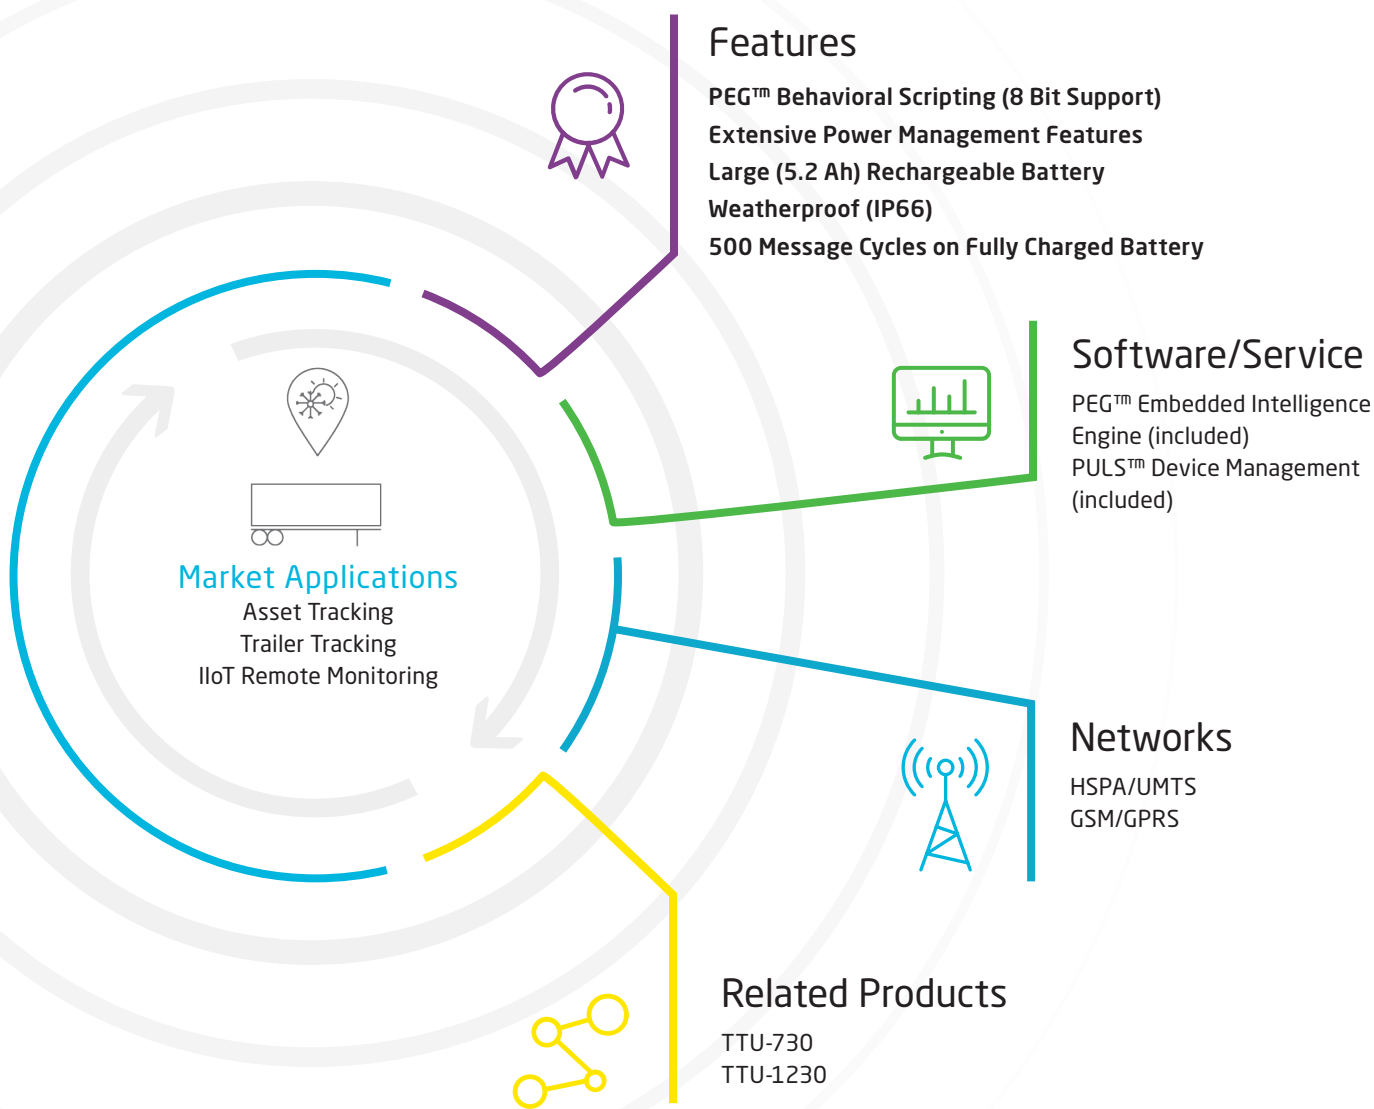 Features
PEG™ Behavioral Scripting (8 Bit Support)
Extensive Power Management Features
Large (5.2 Ah) Rechargeable Battery
Weatherproof (IP66)
500 Message Cycles on Fully Charged Battery
Software/Service
PEG™ Embedded Intelligence
Engine (included)
PULS™ Device Management
(included)
Market Applications
Asset Tracking
Trailer Tracking
IIoT Remote Monitoring
Networks
HSPA/UMTS
GSM/GPRS
Related Products
TTU-730
TTU-1230